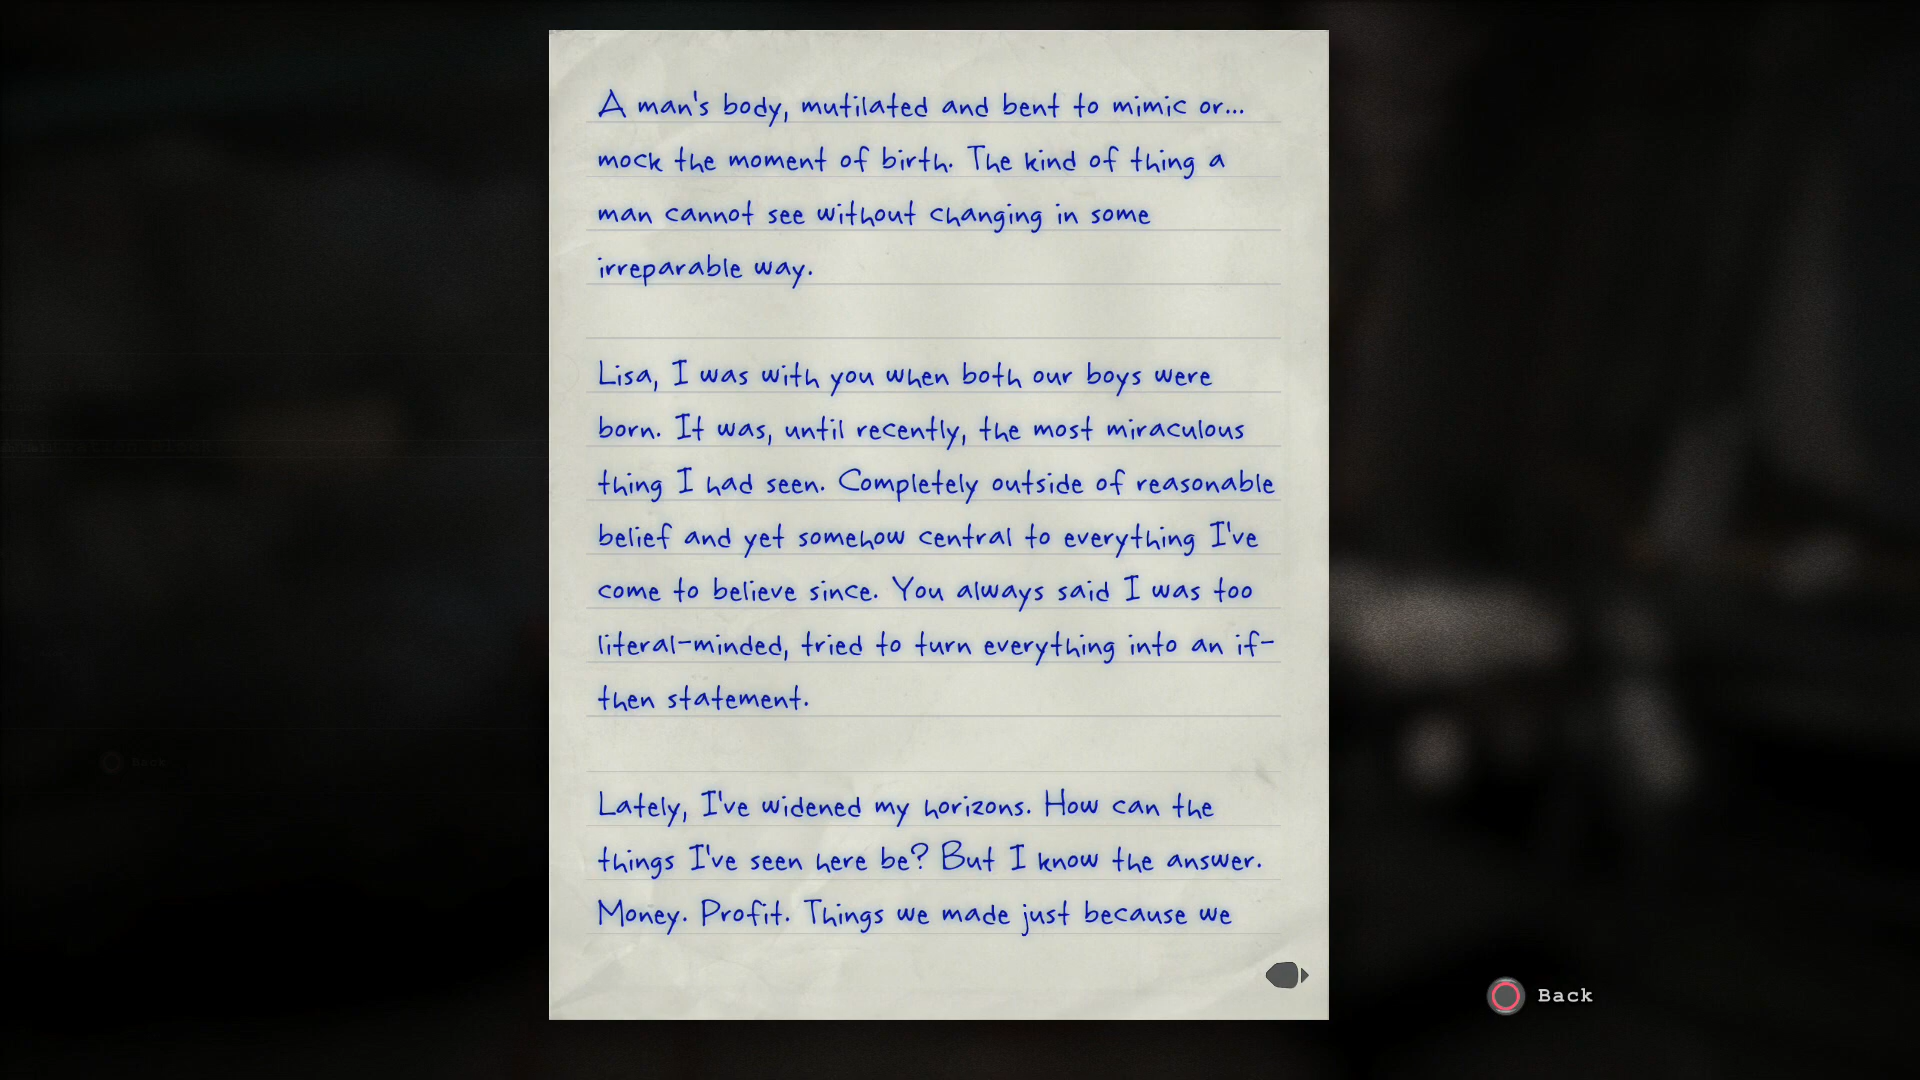 A man's body, mutilated and bent to mimic or...
mock the moment of birth. The kind of thing a
man cannot see without changing in some
irreparable way.
Lisa, I was with you when both our boys were
born. It was, until recently, the most miraculous
thing I had seen. Completely outside of reasonable
belief and yet somehow central to everything I've
come to believe since. You always said I was too
literal-minded, tried to turn everything into an if-
then statement.
Lately, I've widened my horizons. How can the
things I've seen here be? But I know the answer.
Money. Profit. Things we made just because we
Back
Back